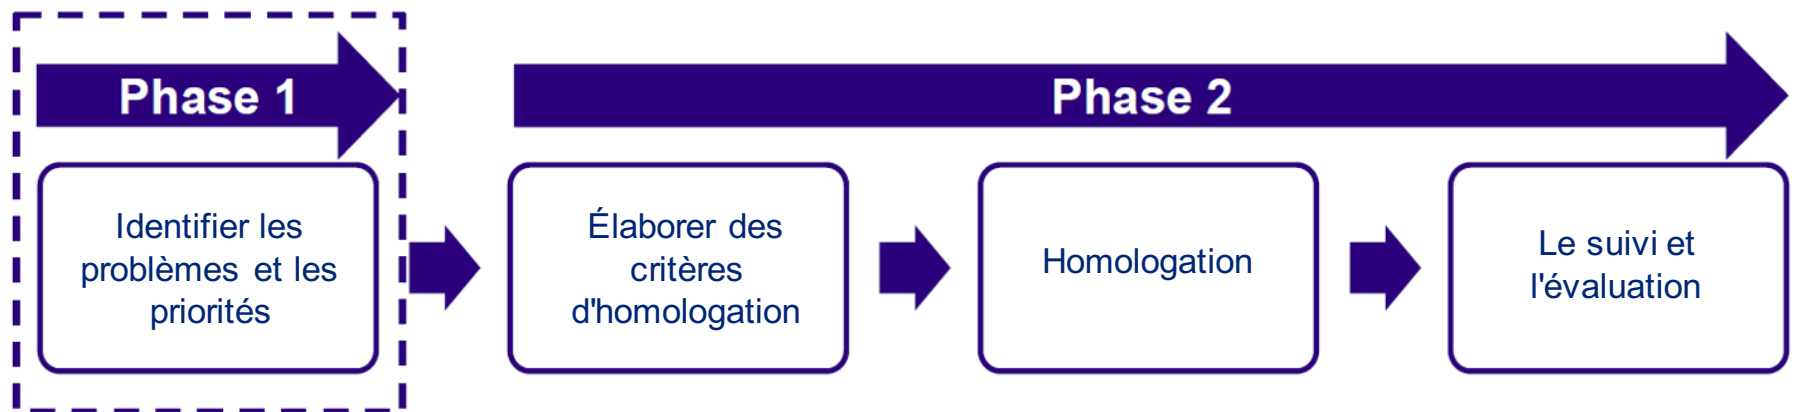 Phase 1
Phase 2
Identifier les
problèmes et les
priorités
Élaborer des
critères
d'homologation
Homologation
Le suivi et
l'évaluation